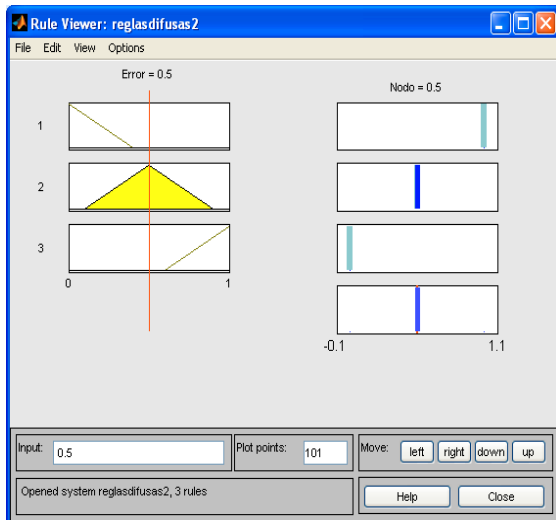 Rule Viewer: reglasdifusas2
File Edit View Options
Error = 0.5
Nodo = 0.5
1
2
3
0 1
-0.1 1.1
Input: 0.5 Plot points: 101 Move: left right down up
Opened system reglasdifusas2, 3 rules
Help Close